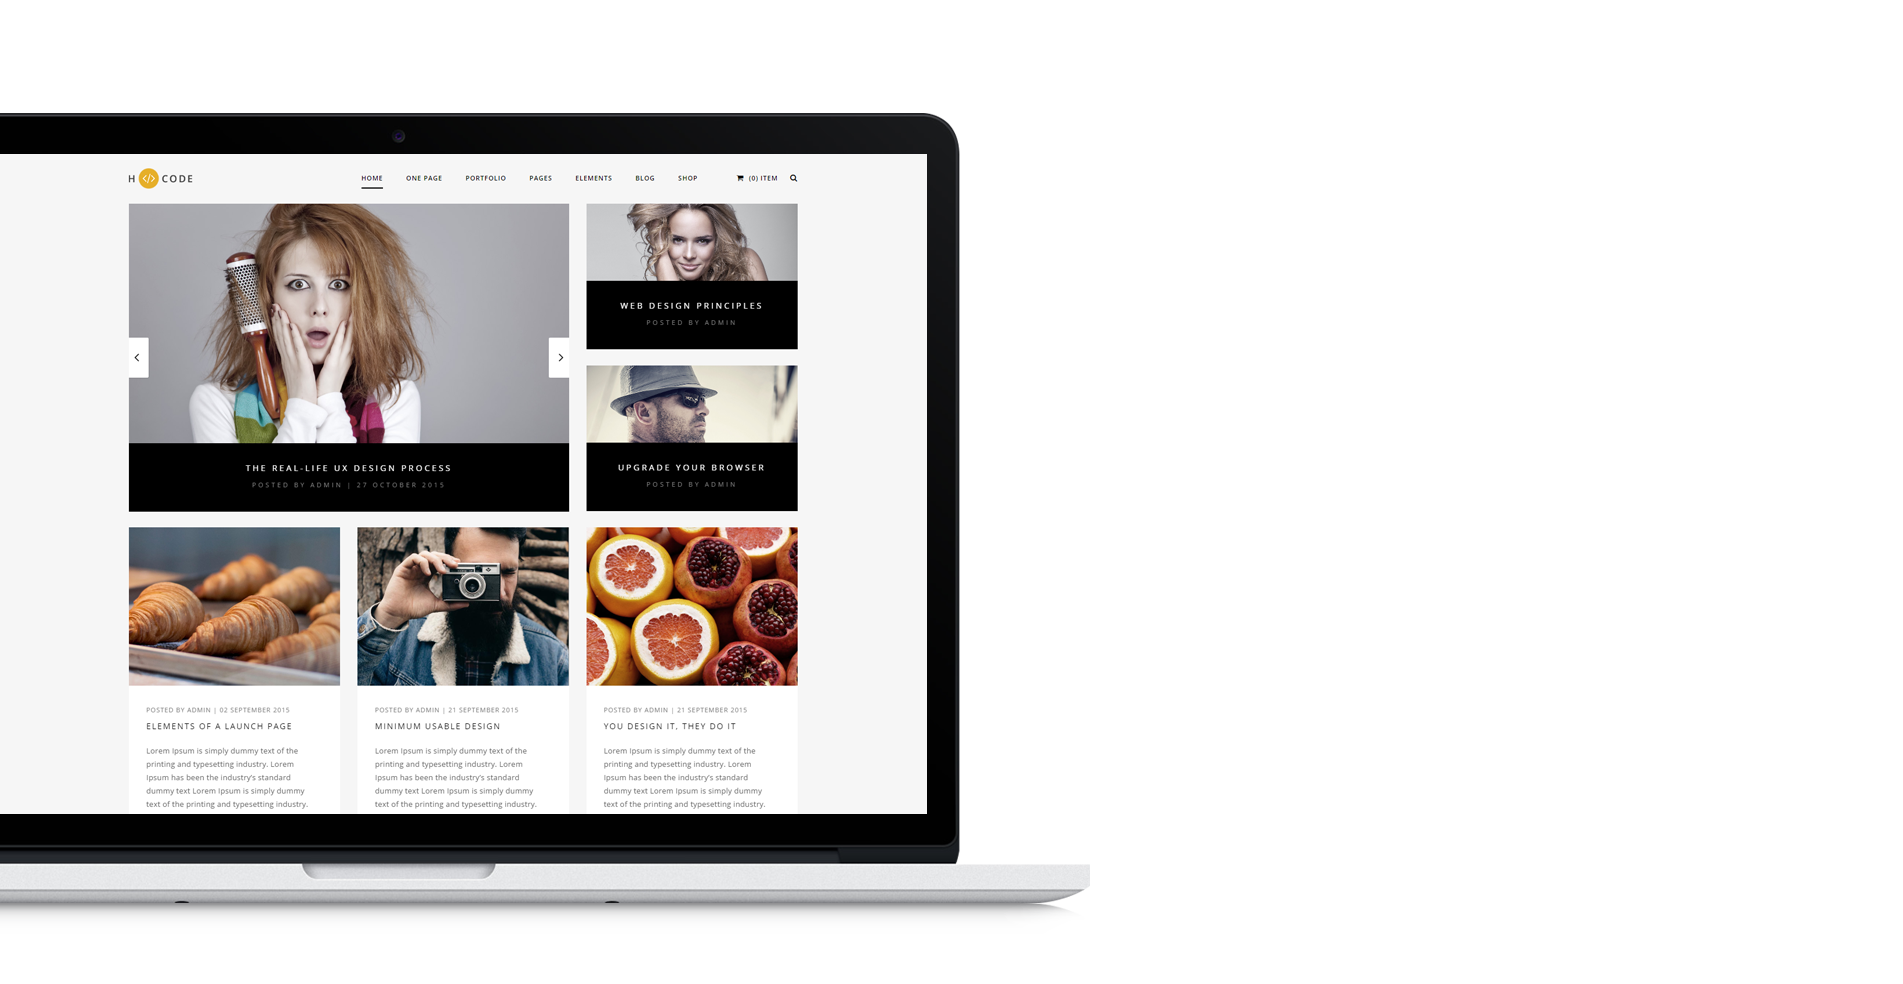 H </> CODE
HOME ONE PAGE PORTFOLIO PAGES ELEMENTS BLOG SHOP (0) ITEM
THE REAL-LIFE UX DESIGN PROCESS
POSTED BY ADMIN | 27 OCTOBER 2015
WEB DESIGN PRINCIPLES
POSTED BY ADMIN
UPGRADE YOUR BROWSER
POSTED BY ADMIN
POSTED BY ADMIN | 02 SEPTEMBER 2015
ELEMENTS OF A LAUNCH PAGE
Lorem Ipsum is simply dummy text of the
printing and typesetting industry. Lorem
Ipsum has been the industry's standard
dummy text Lorem Ipsum is simply dummy
text of the printing and typesetting industry.
POSTED BY ADMIN | 21 SEPTEMBER 2015
MINIMUM USABLE DESIGN
Lorem Ipsum is simply dummy text of the
printing and typesetting industry. Lorem
Ipsum has been the industry's standard
dummy text Lorem Ipsum is simply dummy
text of the printing and typesetting industry.
POSTED BY ADMIN | 21 SEPTEMBER 2015
YOU DESIGN IT. THEY DO IT
Lorem Ipsum is simply dummy text of the
printing and typesetting industry. Lorem
Ipsum has been the industry's standard
dummy text Lorem Ipsum is simply dummy
text of the printing and typesetting industry.